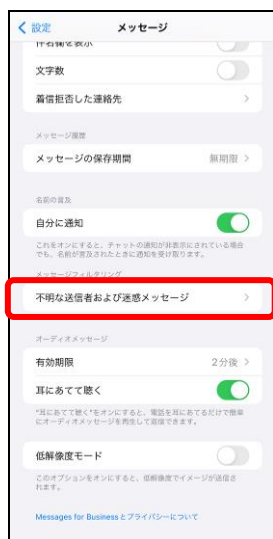 設定
メッセージ
件名欄を表示
文字数
着信拒否した連絡先
メッセージ履歴
メッセージの保存期間 無期限
名前の言及
自分に通知
これをオンにすると、チャットの通知が非表示にされている場合
でも、名前が言及されたときに通知を受け取ります。
メッセージフィルタリング
不明な送信者および迷惑メッセージ
オーディオメッセージ
有効期限 2分後
耳にあてて聴く
"耳にあてて聴く"をオンにすると、電話を耳にあてるだけで簡単
にオーディオメッセージを再生して返信できます。
低解像度モード
このオプションをオンにすると、低解像度でイメージが送信さ
れます。
Messages for Businessとプライバシーについて